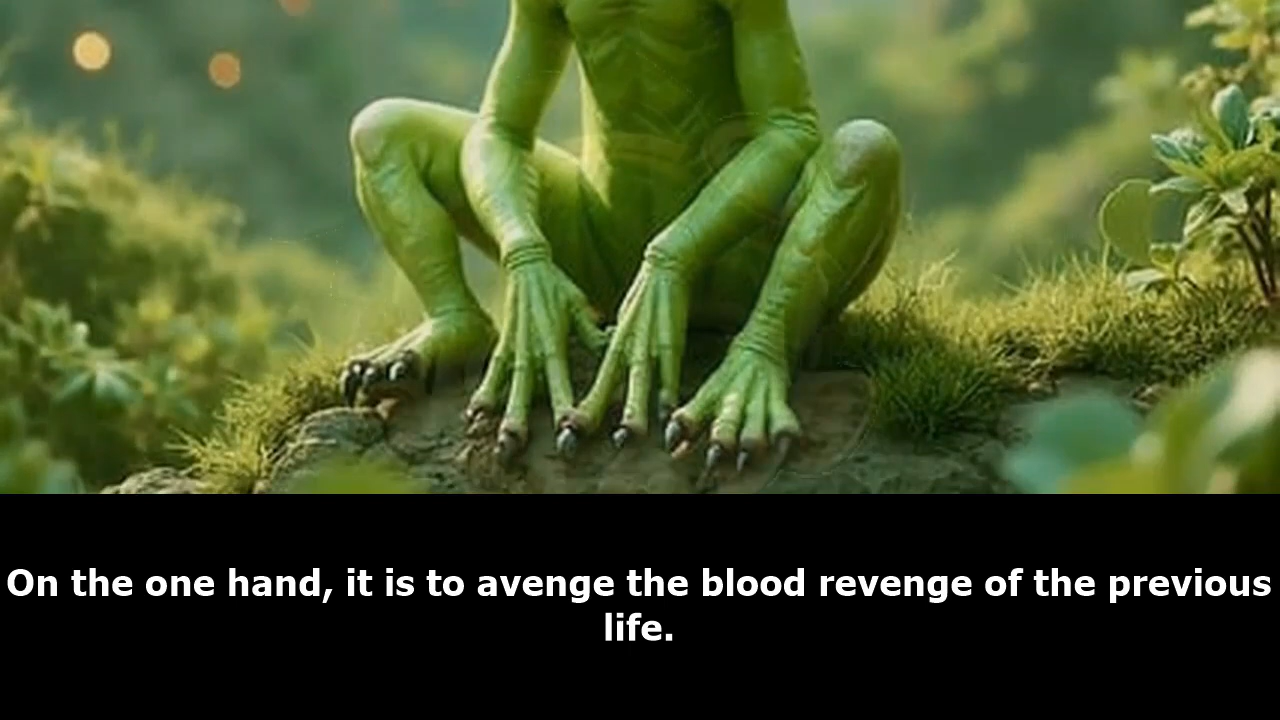 On the one hand, it is to avenge the blood revenge of the previous
life.